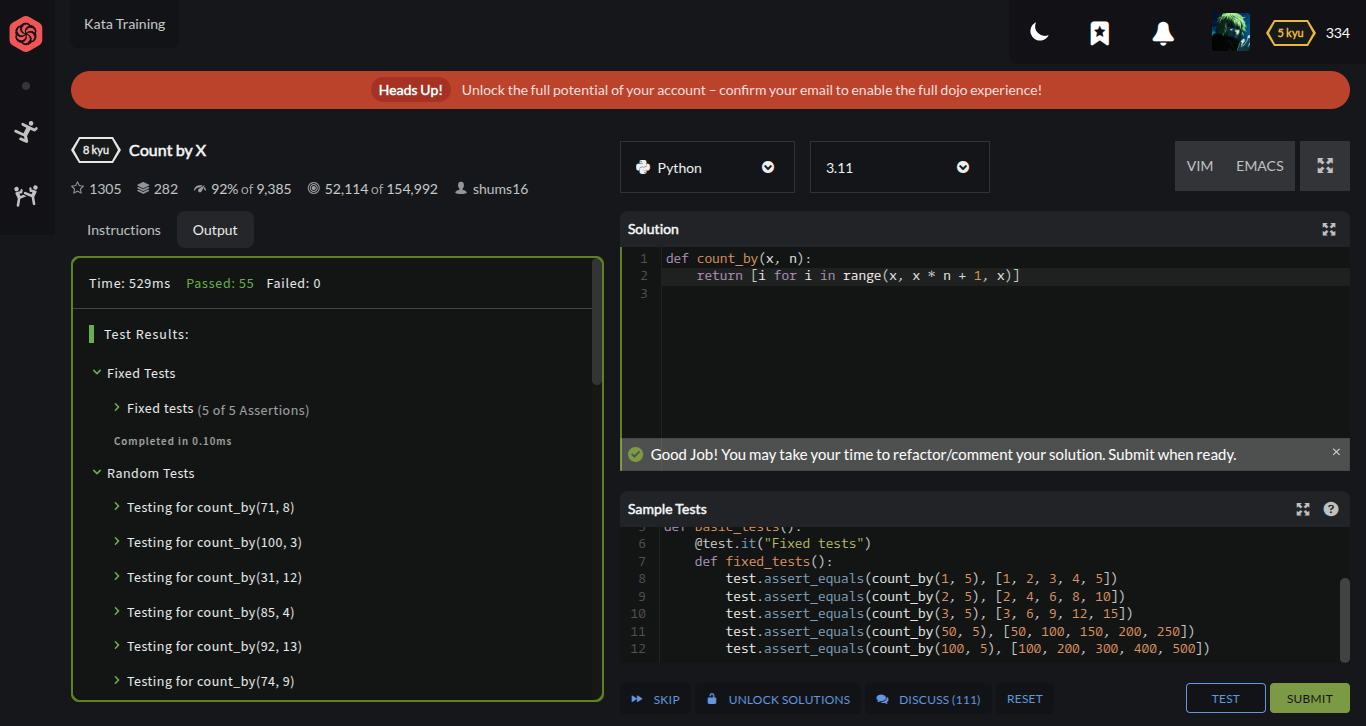 Kata Training
5 kyu 334
Heads Up! Unlock the full potential of your account – confirm your email to enable the full dojo experience!
8 kyu Count by X
1305 282 92% of 9,385 52,114 of 154,992 shums16
Instructions Output
Time: 529ms Passed: 55 Failed: 0
Test Results:
Fixed Tests
Fixed tests (5 of 5 Assertions)
Completed in 0.10ms
Random Tests
Testing for count_by(71, 8)
Testing for count_by(100, 3)
Testing for count_by(31, 12)
Testing for count_by(85, 4)
Testing for count_by(92, 13)
Testing for count_by(74, 9)
Python 3.11 VIM EMACS
Solution
1 def count_by(x, n):
2 return [i for i in range(x, x * n + 1, x)]
3
Good Job! You may take your time to refactor/comment your solution. Submit when ready. ×
Sample Tests ?
5 def basic_tests():
6 @test.it("Fixed tests")
7 def fixed_tests():
8 test.assert_equals(count_by(1, 5), [1, 2, 3, 4, 5])
9 test.assert_equals(count_by(2, 5), [2, 4, 6, 8, 10])
10 test.assert_equals(count_by(3, 5), [3, 6, 9, 12, 15])
11 test.assert_equals(count_by(50, 5), [50, 100, 150, 200, 250])
12 test.assert_equals(count_by(100, 5), [100, 200, 300, 400, 500])
SKIP UNLOCK SOLUTIONS DISCUSS (111) RESET TEST SUBMIT